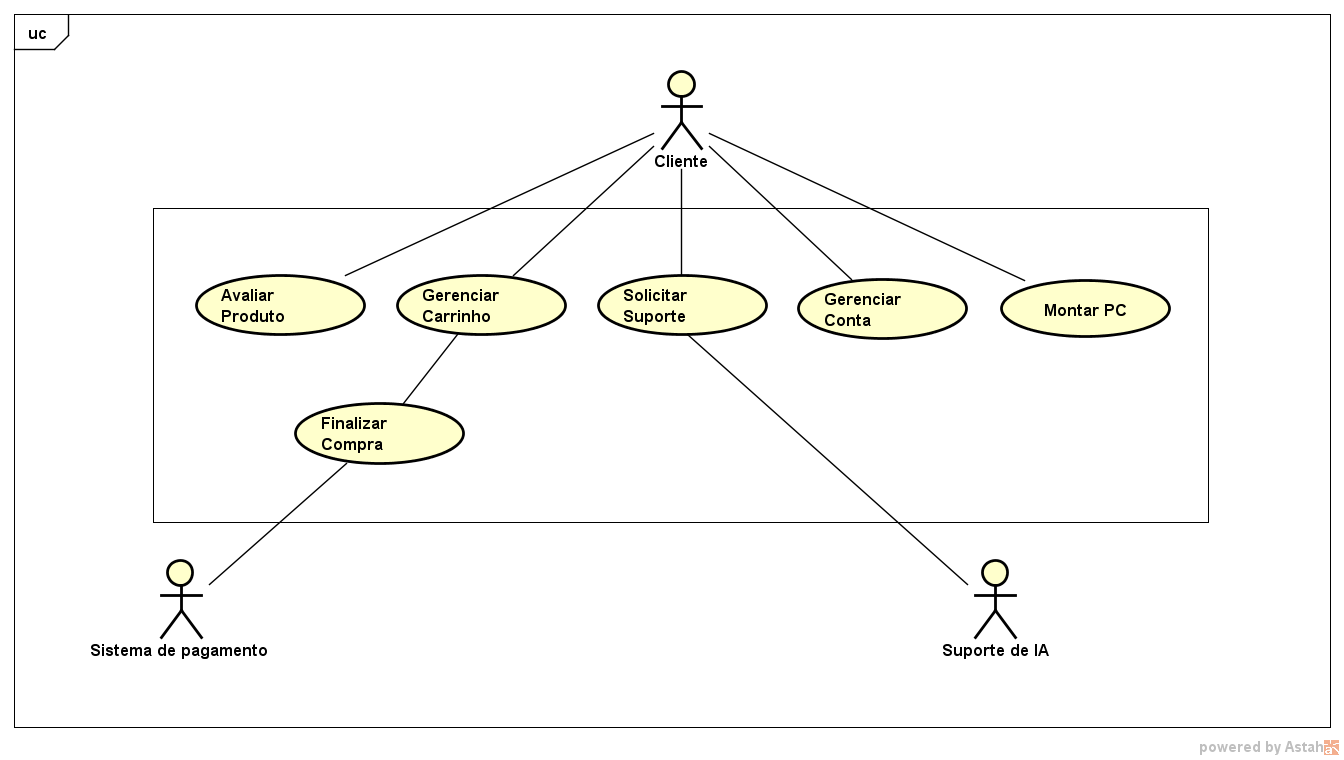 uc
Cliente
Avaliar
Produto
Gerenciar
Carrinho
Solicitar
Suporte
Gerenciar
Conta
Montar PC
Finalizar
Compra
Sistema de pagamento
Suporte de IA
powered by Astah